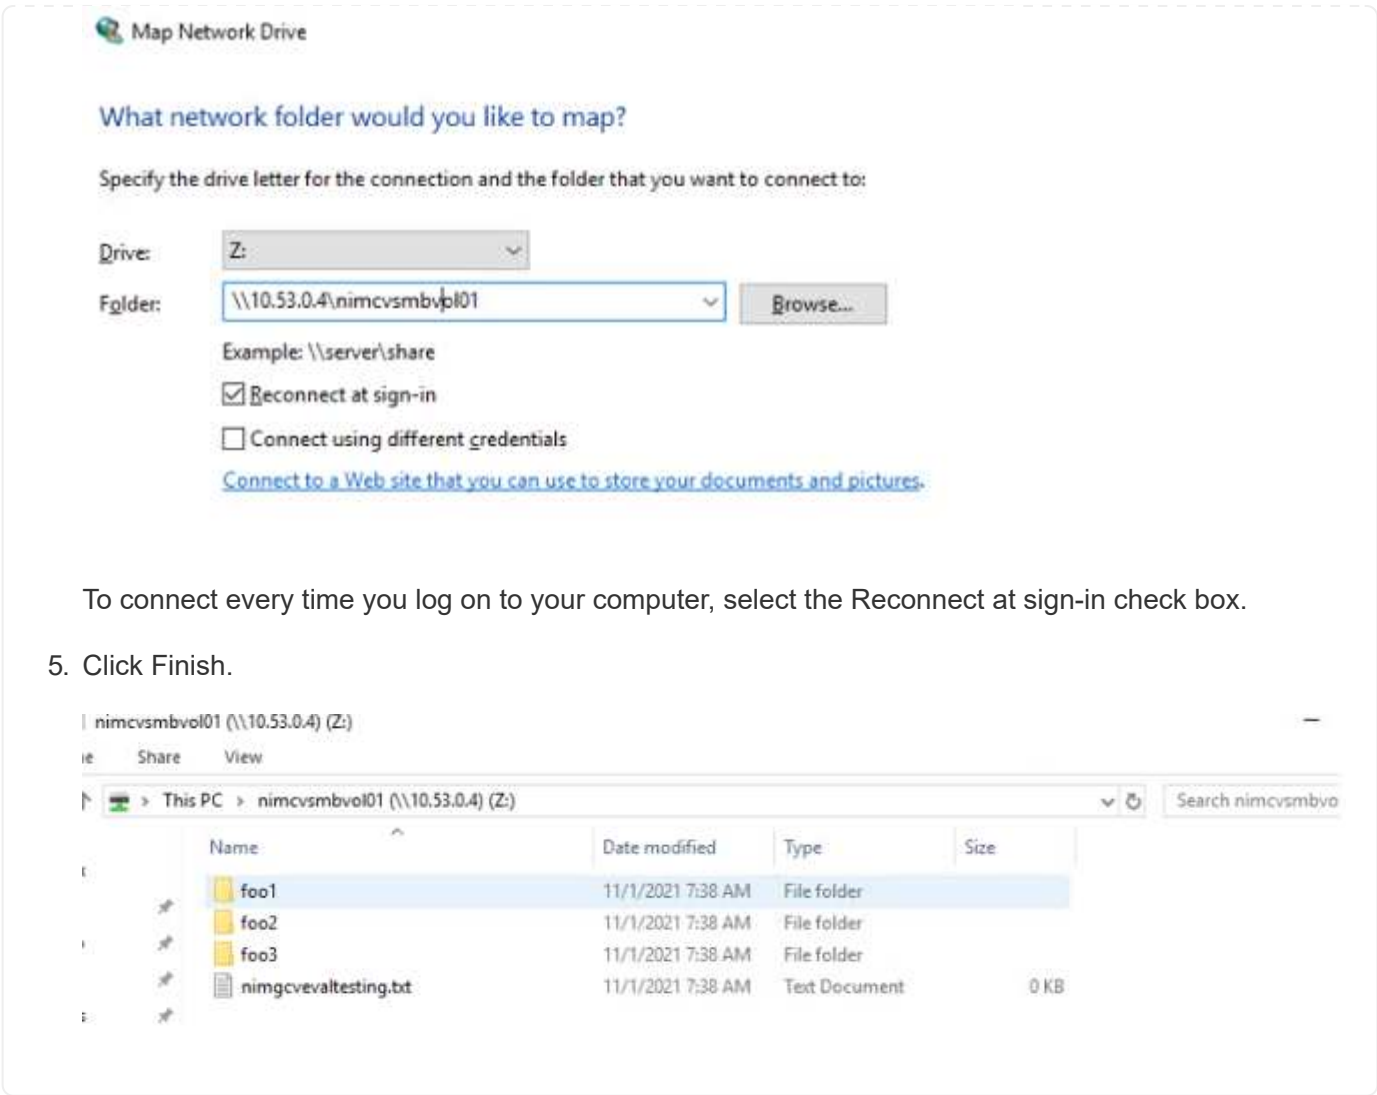 Map Network Drive
What network folder would you like to map?
Specify the drive letter for the connection and the folder that you want to connect to:
Drive: Z:
Folder: \\10.53.0.4\nimcvsmbvol01 Browse...
Example: \\server\share
Reconnect at sign-in
Connect using different credentials
Connect to a Web site that you can use to store your documents and pictures.
To connect every time you log on to your computer, select the Reconnect at sign-in check box.
5. Click Finish.
nimcvsmbvol01 (\\10.53.0.4) (Z:)
Share View
This PC > nimcvsmbvol01 (\\10.53.0.4) (Z:) Search nimcvsmbvo
Name Date modified Type Size
foo1 11/1/2021 7:38 AM File folder
foo2 11/1/2021 7:38 AM File folder
foo3 11/1/2021 7:38 AM File folder
nimgcvevaltesting.txt 11/1/2021 7:38 AM Text Document 0 KB